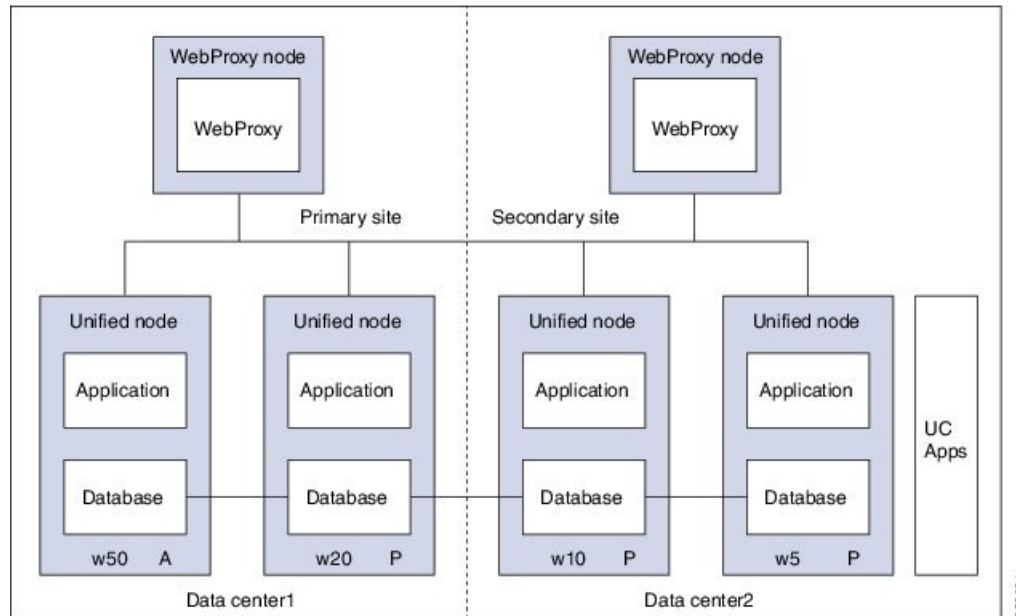 WebProxy node
WebProxy node
WebProxy
WebProxy
Primary site
Secondary site
Unified node
Unified node
Unified node
Unified node
Application
Application
Application
Application
UC
Apps
Database
Database
Database
Database
w50 A
w20 P
w10 P
w5 P
Data center1
Data center2